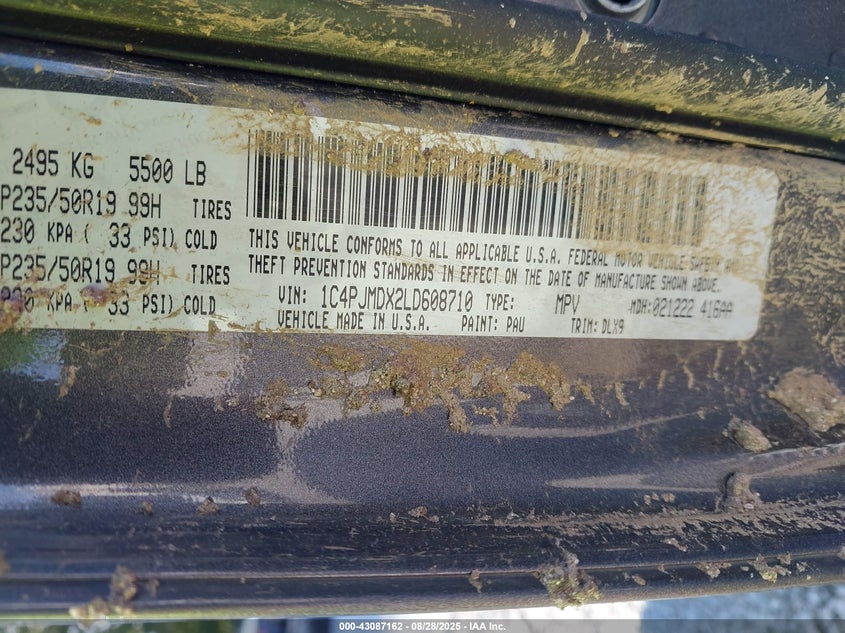 2495 KG 5500 LB
P235/50R19 99H TIRES
230 KPA ( 33 PSI) COLD
P235/50R19 99H TIRES
230 KPA ( 33 PSI) COLD
THIS VEHICLE CONFORMS TO ALL APPLICABLE U.S.A. FEDERAL MOTOR VEHICLE SAFETY AND
THEFT PREVENTION STANDARDS IN EFFECT ON THE DATE OF MANUFACTURE SHOWN ABOVE.
VIN: 1C4PJMDX2LD608710 TYPE: MPV MDH:021222 416AA
VEHICLE MADE IN U.S.A. PAINT: PAU TRIM: DLX9
000-43087162 | 08/28/2025 - IAA Inc.